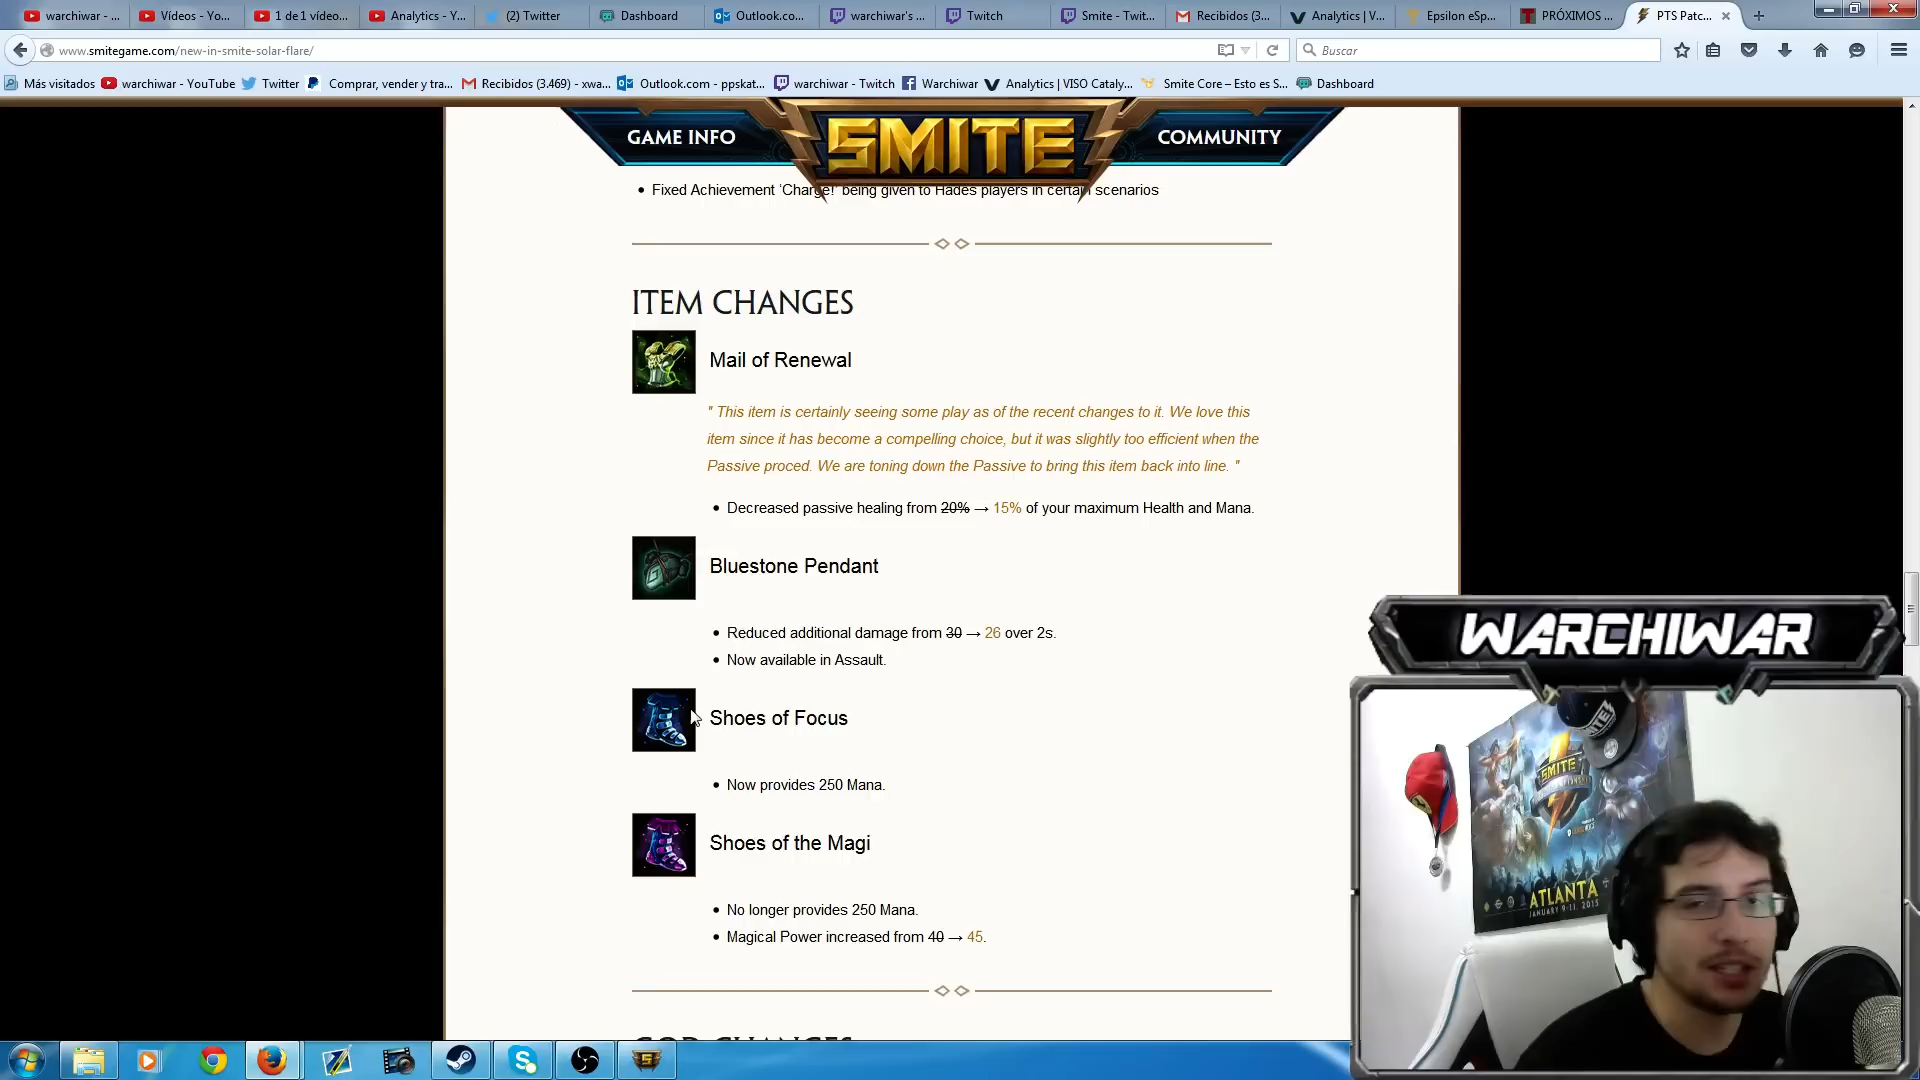 warchiwar - ...
Vídeos - Yo...
1 de 1 vídeo...
Analytics - Y...
(2) Twitter
Dashboard
Outlook.co...
warchiwar's ...
Twitch
Smite - Twit...
Recibidos (3...
Analytics | V...
Epsilon eSp...
PRÓXIMOS ...
PTS Patc...
www.smitegame.com/new-in-smite-solar-flare/
Buscar
Más visitados
warchiwar - YouTube
Twitter
Comprar, vender y tra...
Recibidos (3.469) - xwa...
Outlook.com - ppskat...
warchiwar - Twitch
Warchiwar
Analytics | VISO Cataly...
Smite Core – Esto es S...
Dashboard
GAME INFO
SMITE
COMMUNITY
• Fixed Achievement ‘Charge!’ being given to Hades players in certain scenarios
ITEM CHANGES
Mail of Renewal
" This item is certainly seeing some play as of the recent changes to it. We love this
item since it has become a compelling choice, but it was slightly too efficient when the
Passive proced. We are toning down the Passive to bring this item back into line. "
• Decreased passive healing from 20% → 15% of your maximum Health and Mana.
Bluestone Pendant
• Reduced additional damage from 30 → 26 over 2s.
• Now available in Assault.
Shoes of Focus
• Now provides 250 Mana.
Shoes of the Magi
• No longer provides 250 Mana.
• Magical Power increased from 40 → 45.
GOD CHANGES
WARCHIWAR
SMITE
SMITE
ATLANTA
JANUARY 9-11, 2015